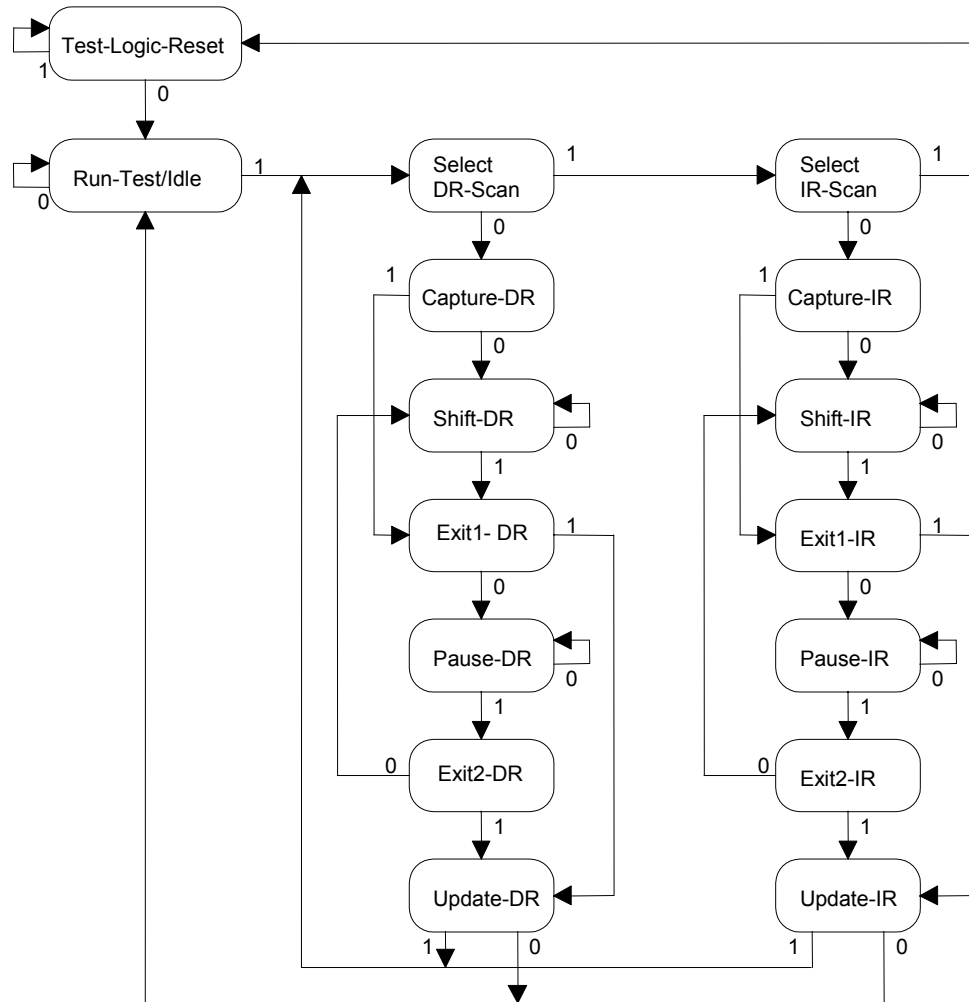 Test-Logic-Reset
1
0
Run-Test/Idle
1
0
Select
DR-Scan
1
0
Select
IR-Scan
1
0
1
Capture-DR
0
1
Capture-IR
0
Shift-DR
0
1
Shift-IR
0
1
Exit1- DR
1
0
Exit1-IR
1
0
Pause-DR
0
1
Pause-IR
0
1
0
Exit2-DR
1
0
Exit2-IR
1
Update-DR
1
0
Update-IR
1
0